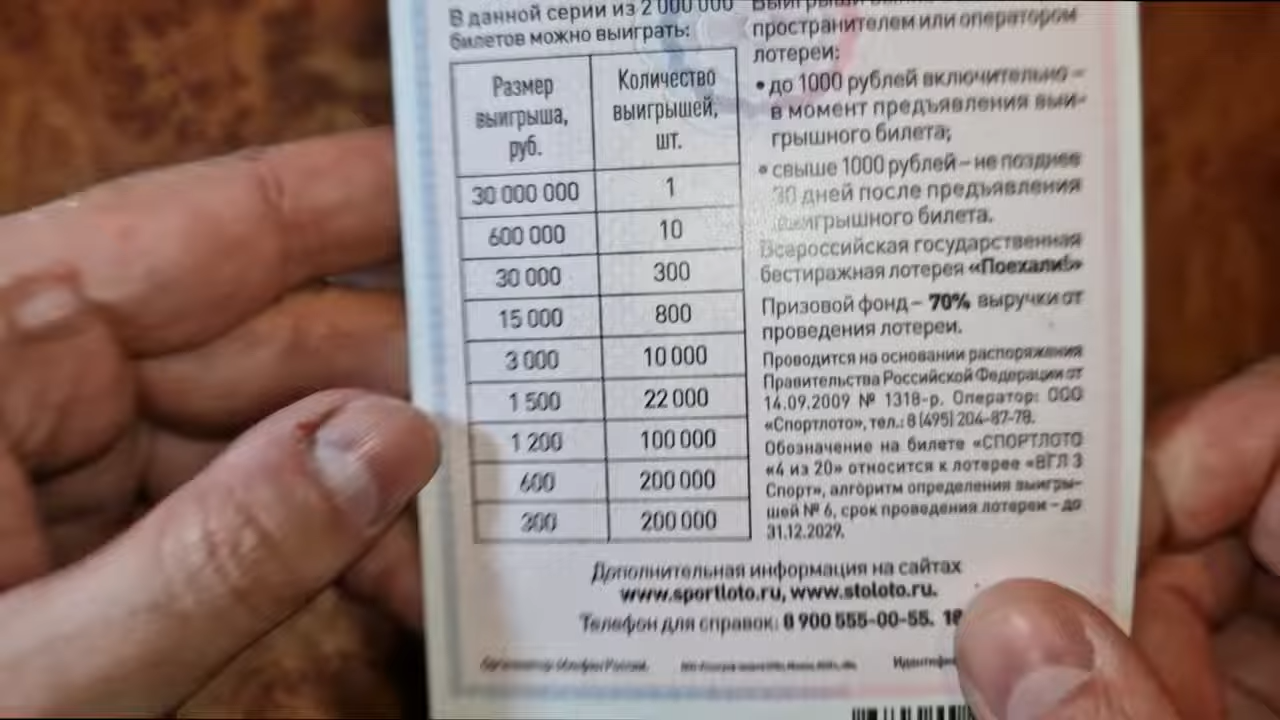 В данной серии из 2 000 000
билетов можно выиграть:
Размер выигрыша, руб. Количество выигрышей, шт.
30 000 000 1
600 000 10
30 000 300
15 000 800
3 000 10 000
1 500 22 000
1 200 100 000
600 200 000
300 200 000
пространителем или оператором
лотереи:
• до 1000 рублей включительно –
в момент предъявления выи-
грышного билета;
• свыше 1000 рублей – не позднее
30 дней после предъявления
выигрышного билета.
Всероссийская государственная
бестиражная лотерея «Поехали!»
Призовой фонд – 70% выручки от
проведения лотереи.
Проводится на основании распоряжения
Правительства Российской Федерации от
14.09.2009 № 1318-р. Оператор: ООО
«Спортлото», тел.: 8 (495) 204-87-78.
Обозначение на билете «СПОРТЛОТО
«4 из 20» относится к лотерее «ВГЛ 3
Спорт», алгоритм определения выигры-
шей № 6, срок проведения лотереи – до
31.12.2029.
Дополнительная информация на сайтах
www.sportloto.ru, www.stoloto.ru.
Телефон для справок: 8 900 555-00-55. 18